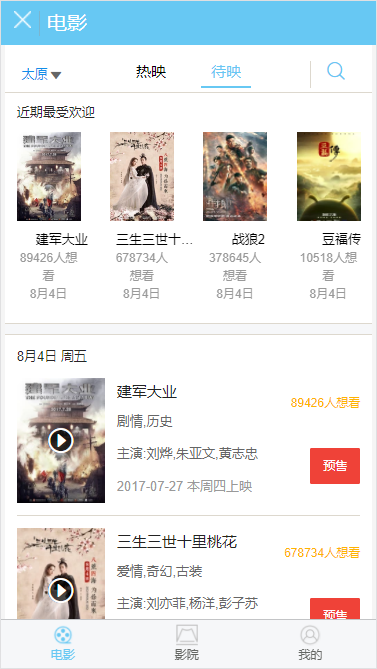 电影
太原
热映
待映
近期最受欢迎
建军大业
89426人想看
8月4日
三生三世十…
678734人想看
8月4日
战狼2
378645人想看
8月4日
豆福传
10518人想看
8月4日
8月4日 周五
建军大业
89426人想看
剧情,历史
主演:刘烨,朱亚文,黄志忠
预售
2017-07-27 本周四上映
三生三世十里桃花
678734人想看
爱情,奇幻,古装
主演:刘亦菲,杨洋,彭子苏
预售
电影
影院
我的